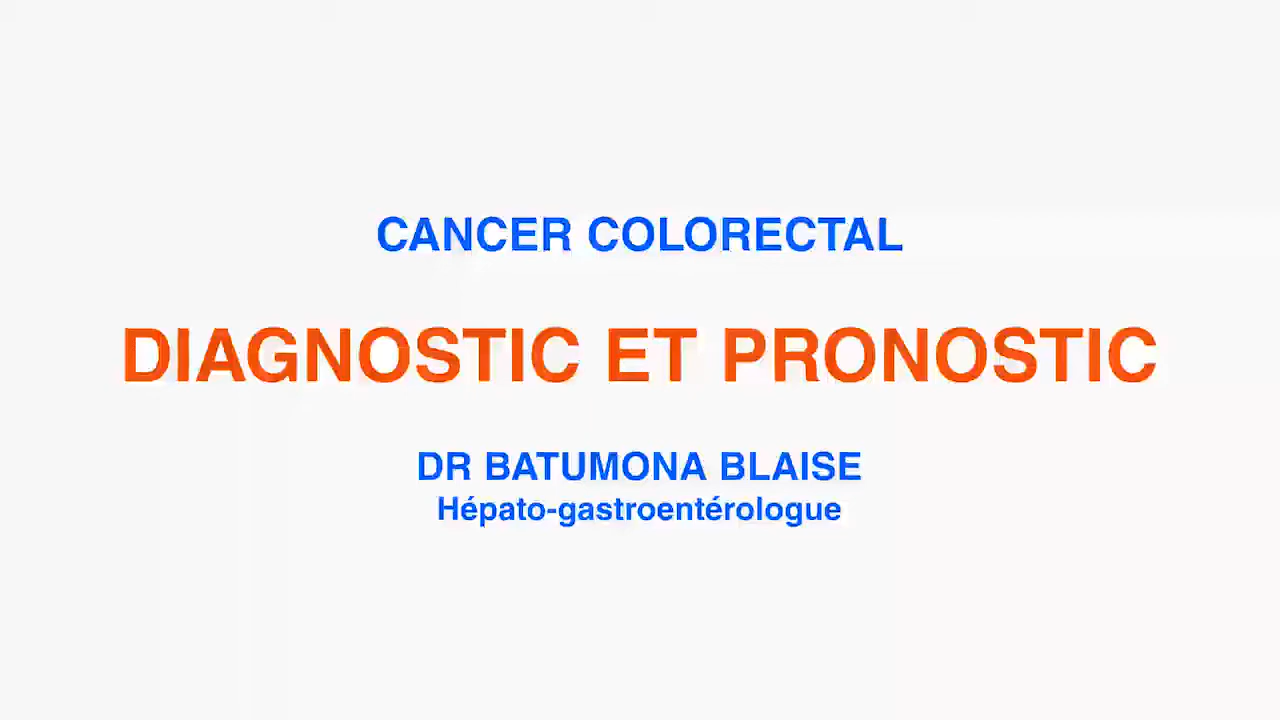 CANCER COLORECTAL
DIAGNOSTIC ET PRONOSTIC
DR BATUMONA BLAISE
Hépato-gastroentérologue